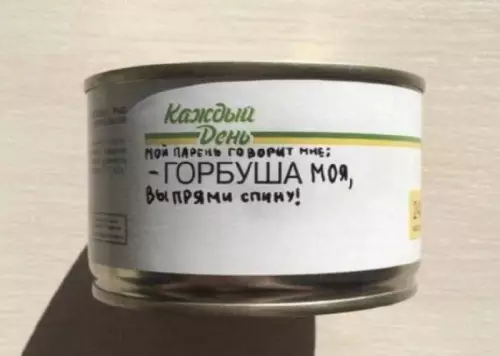 Каждый
День
МОЙ ПАРЕНЬ ГОВОРИТ МНЕ:
- ГОРБУША МОЯ,
ВЫПРЯМИ СПИНУ!